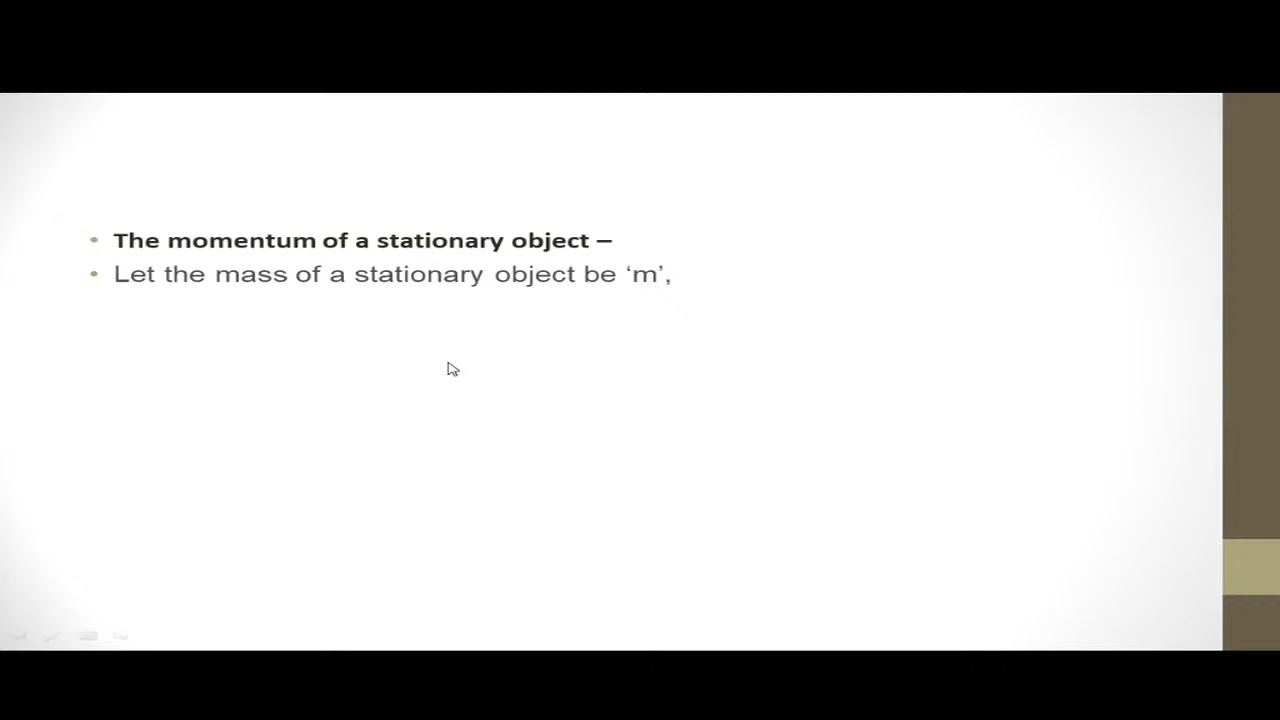 • The momentum of a stationary object –
• Let the mass of a stationary object be ‘m’,